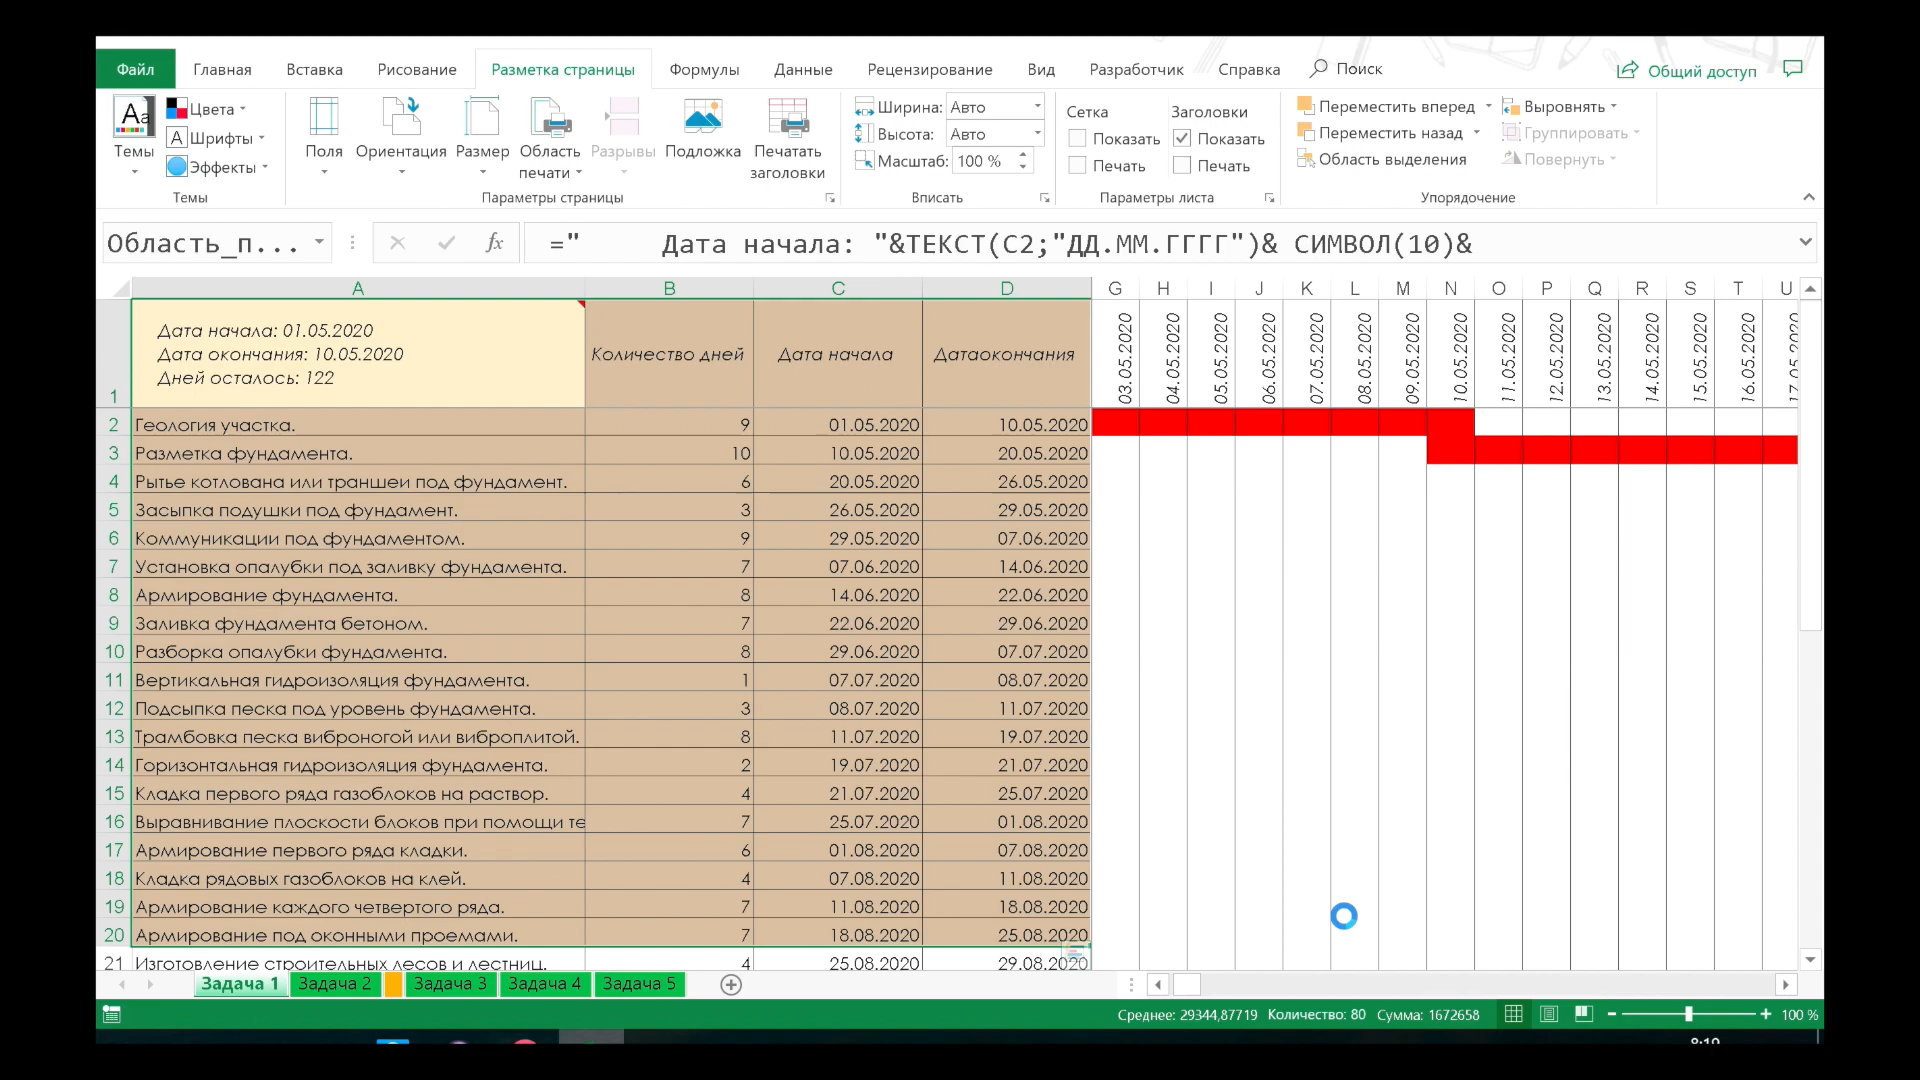 Файл Главная Вставка Рисование Разметка страницы Формулы Данные Рецензирование Вид Разработчик Справка Поиск Общий доступ
Aa Темы Цвета Шрифты Эффекты
Темы
Поля Ориентация Размер Область печати Разрывы Подложка Печатать заголовки
Параметры страницы
Ширина: Авто
Высота: Авто
Масштаб: 100 %
Вписать
Сетка Заголовки
Показать Показать
Печать Печать
Параметры листа
Переместить вперед Выровнять
Переместить назад Группировать
Область выделения Повернуть
Упорядочение
Область_п... fx ="      Дата начала: "&ТЕКСТ(C2;"ДД.ММ.ГГГГ")& СИМВОЛ(10)&
A B C D G H I J K L M N O P Q R S T U
1 Дата начала: 01.05.2020
Дата окончания: 10.05.2020
Дней осталось: 122
Количество дней Дата начала Датаокончания
03.05.2020 04.05.2020 05.05.2020 06.05.2020 07.05.2020 08.05.2020 09.05.2020 10.05.2020 11.05.2020 12.05.2020 13.05.2020 14.05.2020 15.05.2020 16.05.2020 17.05.2020
2 Геология участка. 9 01.05.2020 10.05.2020
3 Разметка фундамента. 10 10.05.2020 20.05.2020
4 Рытье котлована или траншеи под фундамент. 6 20.05.2020 26.05.2020
5 Засыпка подушки под фундамент. 3 26.05.2020 29.05.2020
6 Коммуникации под фундаментом. 9 29.05.2020 07.06.2020
7 Установка опалубки под заливку фундамента. 7 07.06.2020 14.06.2020
8 Армирование фундамента. 8 14.06.2020 22.06.2020
9 Заливка фундамента бетоном. 7 22.06.2020 29.06.2020
10 Разборка опалубки фундамента. 8 29.06.2020 07.07.2020
11 Вертикальная гидроизоляция фундамента. 1 07.07.2020 08.07.2020
12 Подсыпка песка под уровень фундамента. 3 08.07.2020 11.07.2020
13 Трамбовка песка виброногой или виброплитой. 8 11.07.2020 19.07.2020
14 Горизонтальная гидроизоляция фундамента. 2 19.07.2020 21.07.2020
15 Кладка первого ряда газоблоков на раствор. 4 21.07.2020 25.07.2020
16 Выравнивание плоскости блоков при помощи те 7 25.07.2020 01.08.2020
17 Армирование первого ряда кладки. 6 01.08.2020 07.08.2020
18 Кладка рядовых газоблоков на клей. 4 07.08.2020 11.08.2020
19 Армирование каждого четвертого ряда. 7 11.08.2020 18.08.2020
20 Армирование под оконными проемами. 7 18.08.2020 25.08.2020
21 Изготовление строительных лесов и лестниц. 4 25.08.2020 29.08.2020
Задача 1 Задача 2 Задача 3 Задача 4 Задача 5
Среднее: 29344,87719 Количество: 80 Сумма: 1672658 100 %
8:19